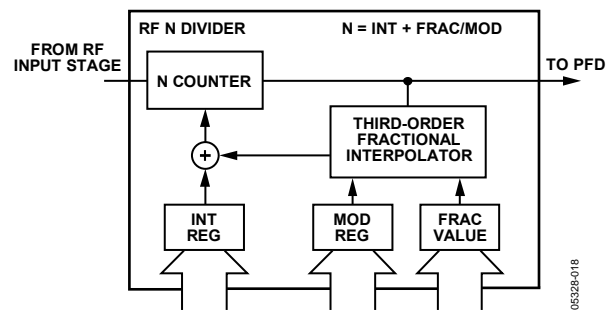 RF N DIVIDER
N = INT + FRAC/MOD
FROM RF
INPUT STAGE
TO PFD
N COUNTER
THIRD-ORDER
FRACTIONAL
INTERPOLATOR
+
INT
REG
MOD
REG
FRAC
VALUE
05328-018